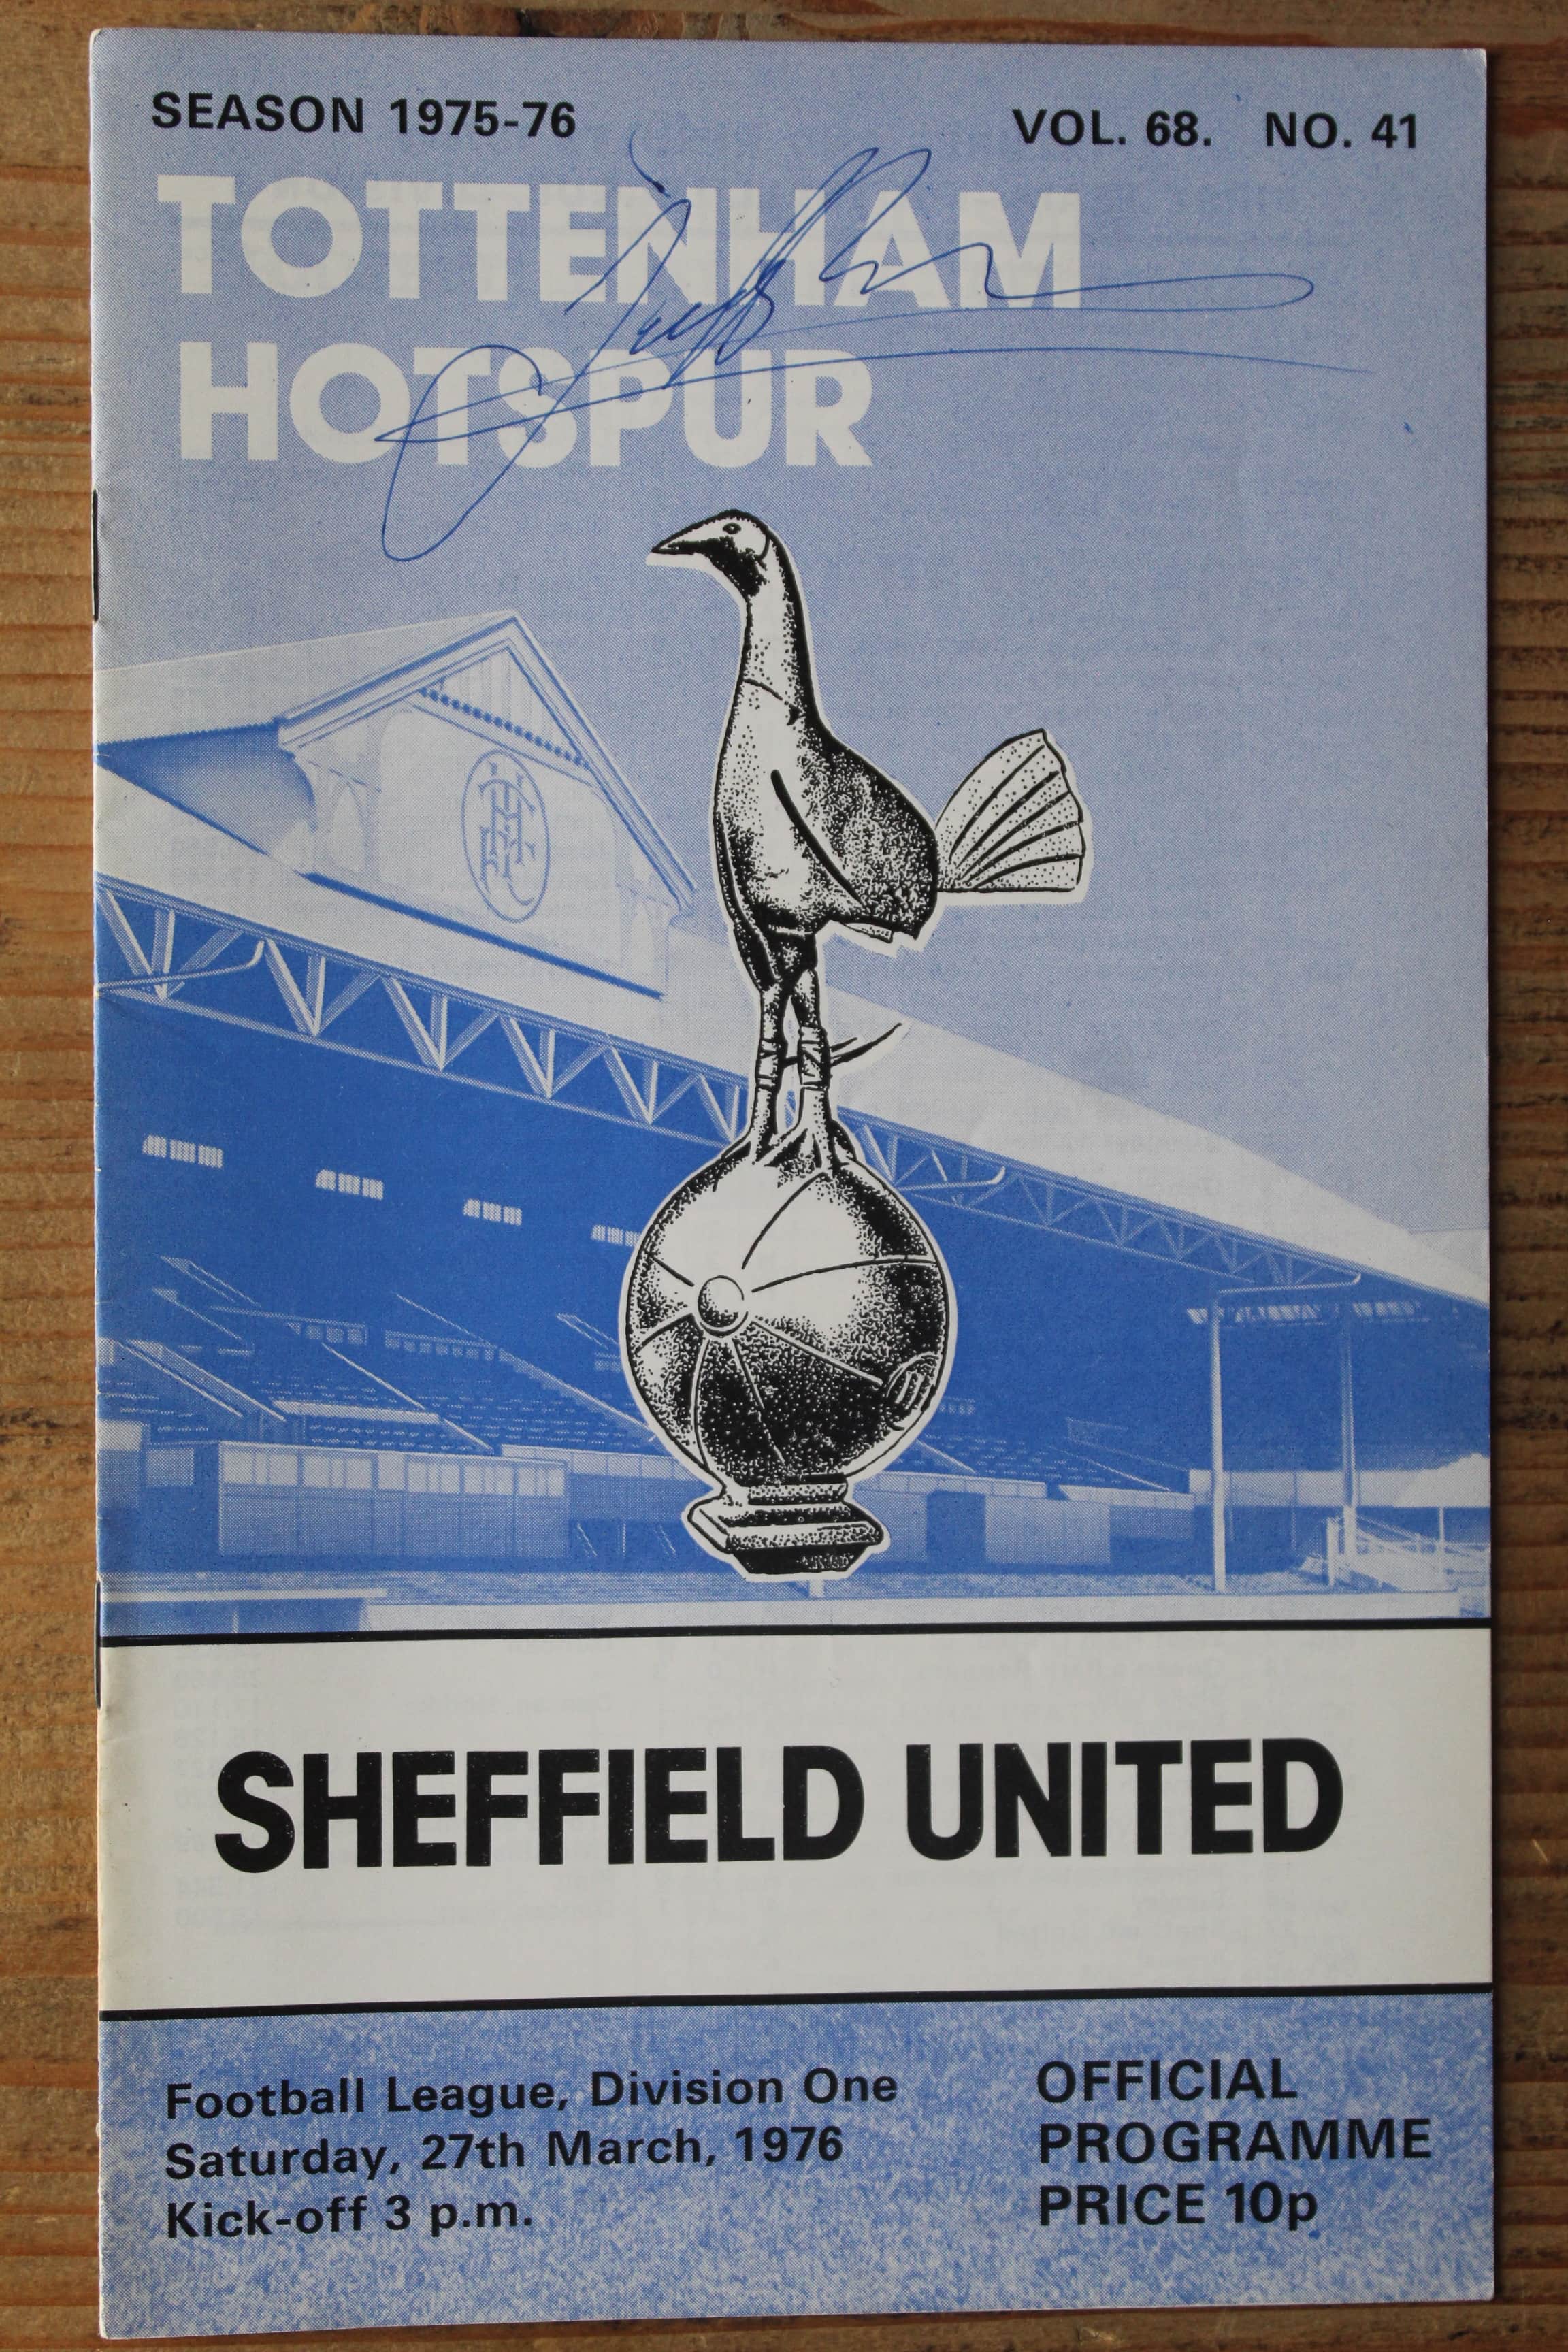 SEASON 1975-76 VOL. 68. NO. 41
TOTTENHAM
HOTSPUR
SHEFFIELD UNITED
Football League, Division One
Saturday, 27th March, 1976
Kick-off 3 p.m.
OFFICIAL
PROGRAMME
PRICE 10p